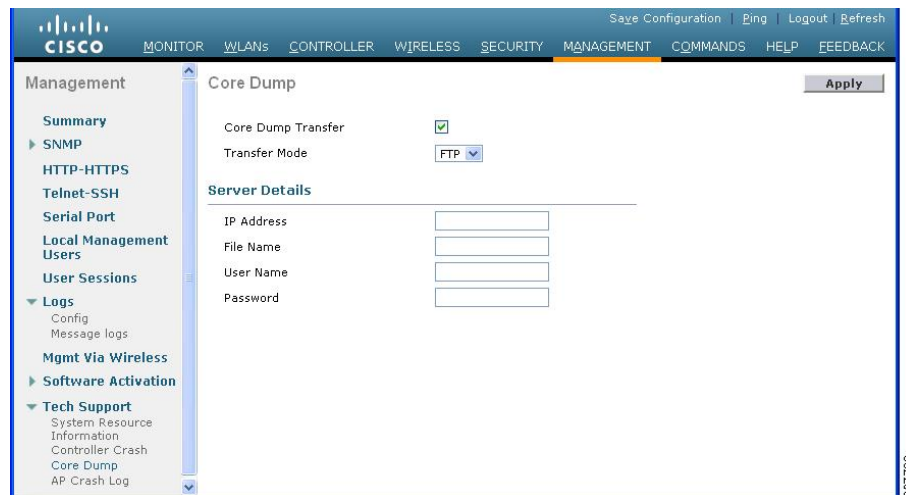 Save Configuration | Ping | Logout | Refresh
CISCO MONITOR WLANs CONTROLLER WIRELESS SECURITY MANAGEMENT COMMANDS HELP FEEDBACK
Management
Summary
SNMP
HTTP-HTTPS
Telnet-SSH
Serial Port
Local Management
Users
User Sessions
Logs
Config
Message logs
Mgmt Via Wireless
Software Activation
Tech Support
System Resource
Information
Controller Crash
Core Dump
AP Crash Log
Core Dump
Apply
Core Dump Transfer
Transfer Mode FTP
Server Details
IP Address
File Name
User Name
Password